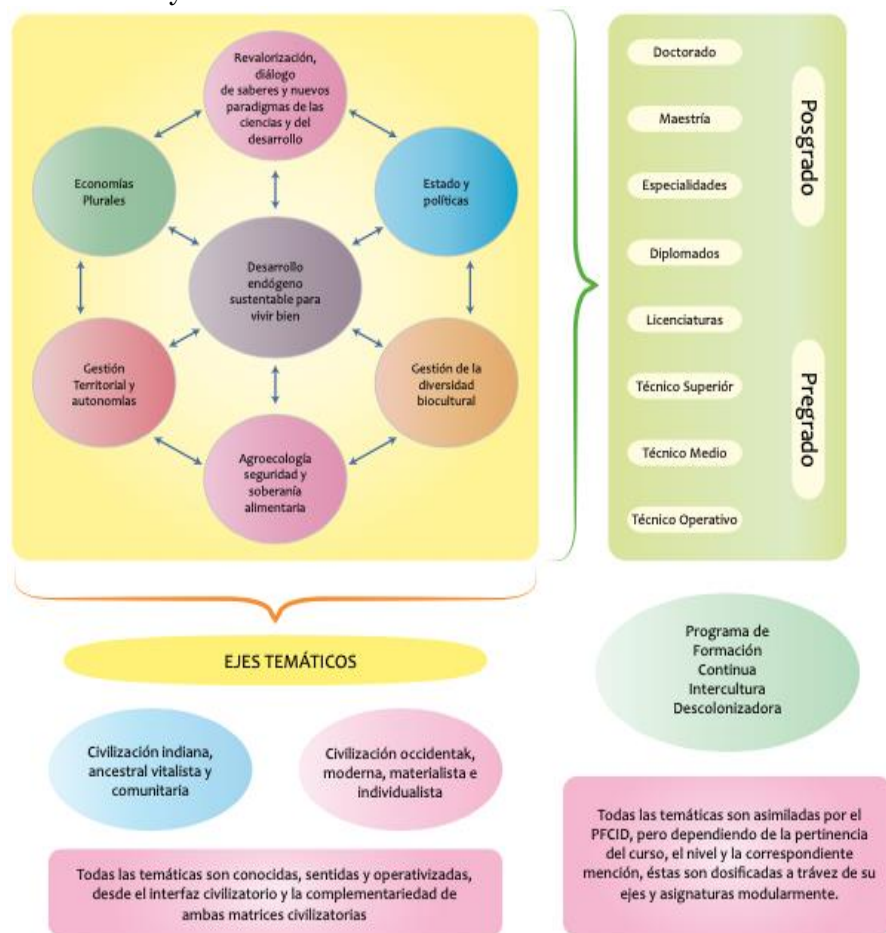 Revalorización,
diálogo
de saberes y nuevos
paradigmas de las
ciencias y del
desarrollo
Economías
Plurales
Estado y
políticas
Desarrollo
endógeno
sustentable para
vivir bien
Gestión
Territorial y
autonomías
Gestión de la
diversidad
biocultural
Agroecología
seguridad y
soberanía
alimentaria
Doctorado
Maestría
Especialidades
Diplomados
Licenciaturas
Técnico Superiór
Técnico Medio
Técnico Operativo
Posgrado
Pregrado
EJES TEMÁTICOS
Civilización indiana,
ancestral vitalista y
comunitaria
Civilización occidentak,
moderna, materialista e
individualista
Todas las temáticas son conocidas, sentidas y operativizadas,
desde el interfaz civilizatorio y la complementariedad de
ambas matrices civilizatorias
Programa de
Formación
Continua
Intercultura
Descolonizadora
Todas las temáticas son asimiladas por el
PFCID, pero dependiendo de la pertinencia
del curso, el nivel y la correspondiente
mención, éstas son dosificadas a trávez de su
ejes y asignaturas modularmente.